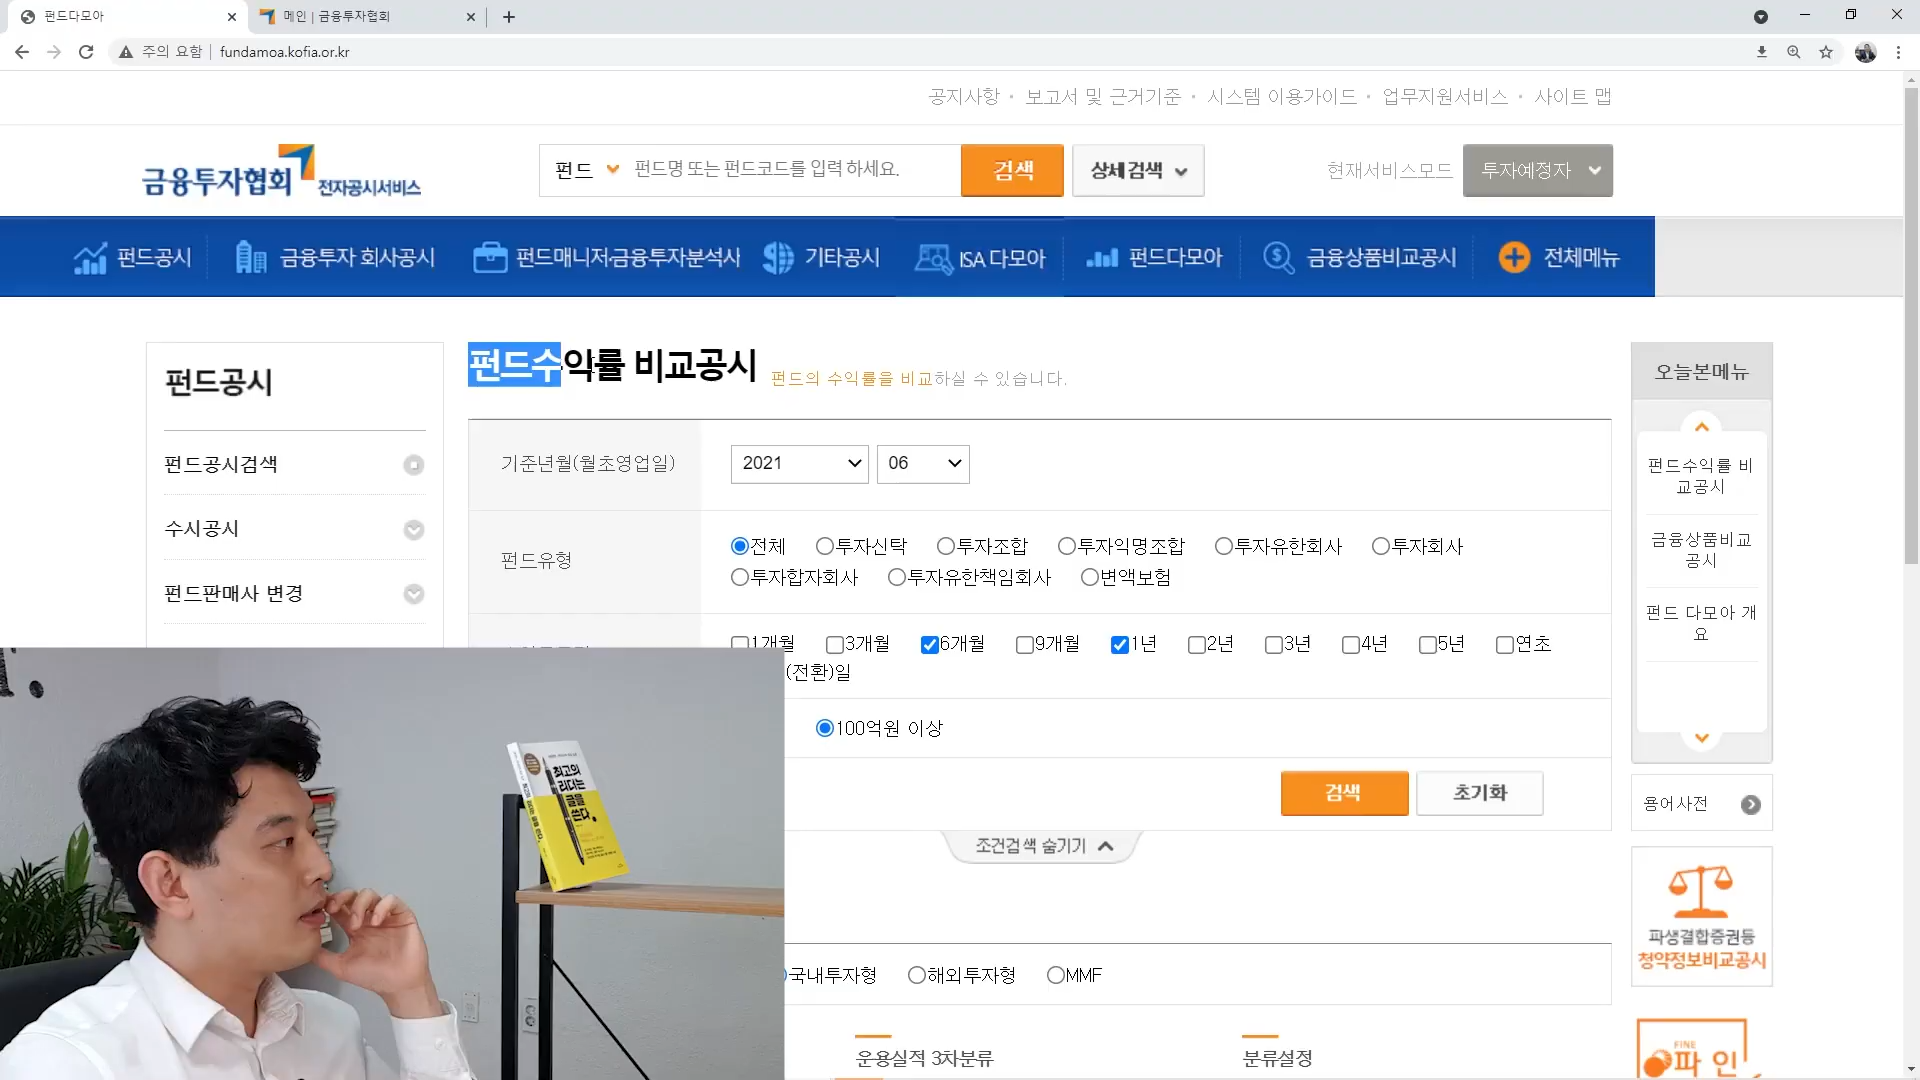 펀드다모아
메인 | 금융투자협회
주의 요함 | fundamoa.kofia.or.kr
공지사항 · 보고서 및 근거기준 · 시스템 이용가이드 · 업무지원서비스 · 사이트 맵
금융투자협회 전자공시서비스
펀드 펀드명 또는 펀드코드를 입력 하세요. 검색 상세검색
현재서비스모드 투자예정자
펀드공시 금융투자 회사공시 펀드매니저·금융투자분석사 기타공시 ISA 다모아 펀드다모아 금융상품비교공시 전체메뉴
펀드공시
펀드공시검색
수시공시
펀드판매사 변경
펀드수익률 비교공시 펀드의 수익률을 비교하실 수 있습니다.
기준년월(월초영업일) 2021 06
펀드유형
전체 투자신탁 투자조합 투자익명조합 투자유한회사 투자회사
투자합자회사 투자유한책임회사 변액보험
1개월 3개월 6개월 9개월 1년 2년 3년 4년 5년 연초
(전환)일
100억원 이상
검색 초기화
조건검색 숨기기
국내투자형 해외투자형 MMF
운용실적 3차분류 분류설정
오늘본메뉴
펀드수익률 비
교공시
금융상품비교
공시
펀드 다모아 개
요
용어사전
파생결합증권등
청약정보비교공시
FINE
파인
최고의
리더는
글을
쓴다.